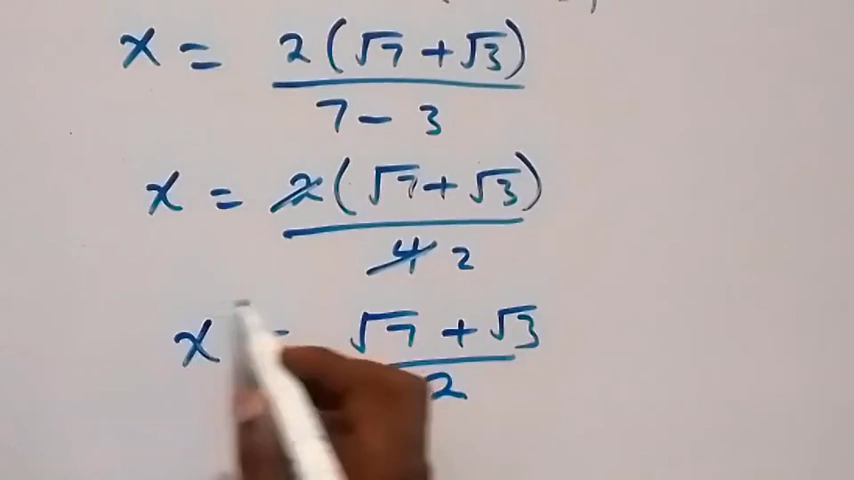 x = 2(√7 + √3)
7 - 3
x = 2(√7 + √3)
4 2
x = √7 + √3
2